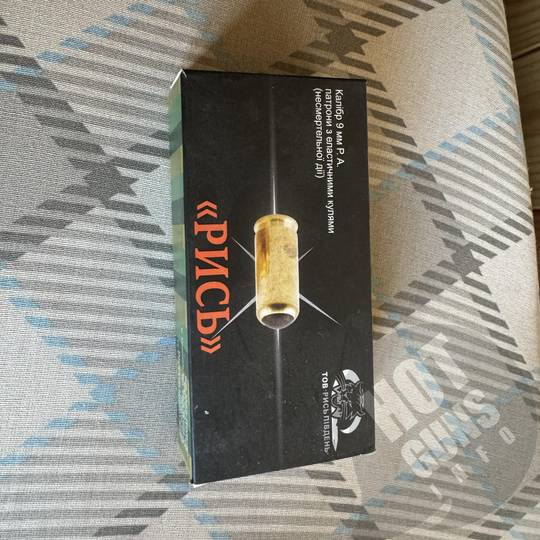 Калібр 9 мм Р. А.
патрони з еластичними кулями
(несмертельної дії)
«РИСЬ»
ТОВ РИСЬ ПІВДЕНЬ
HOT
GUNS
INFO